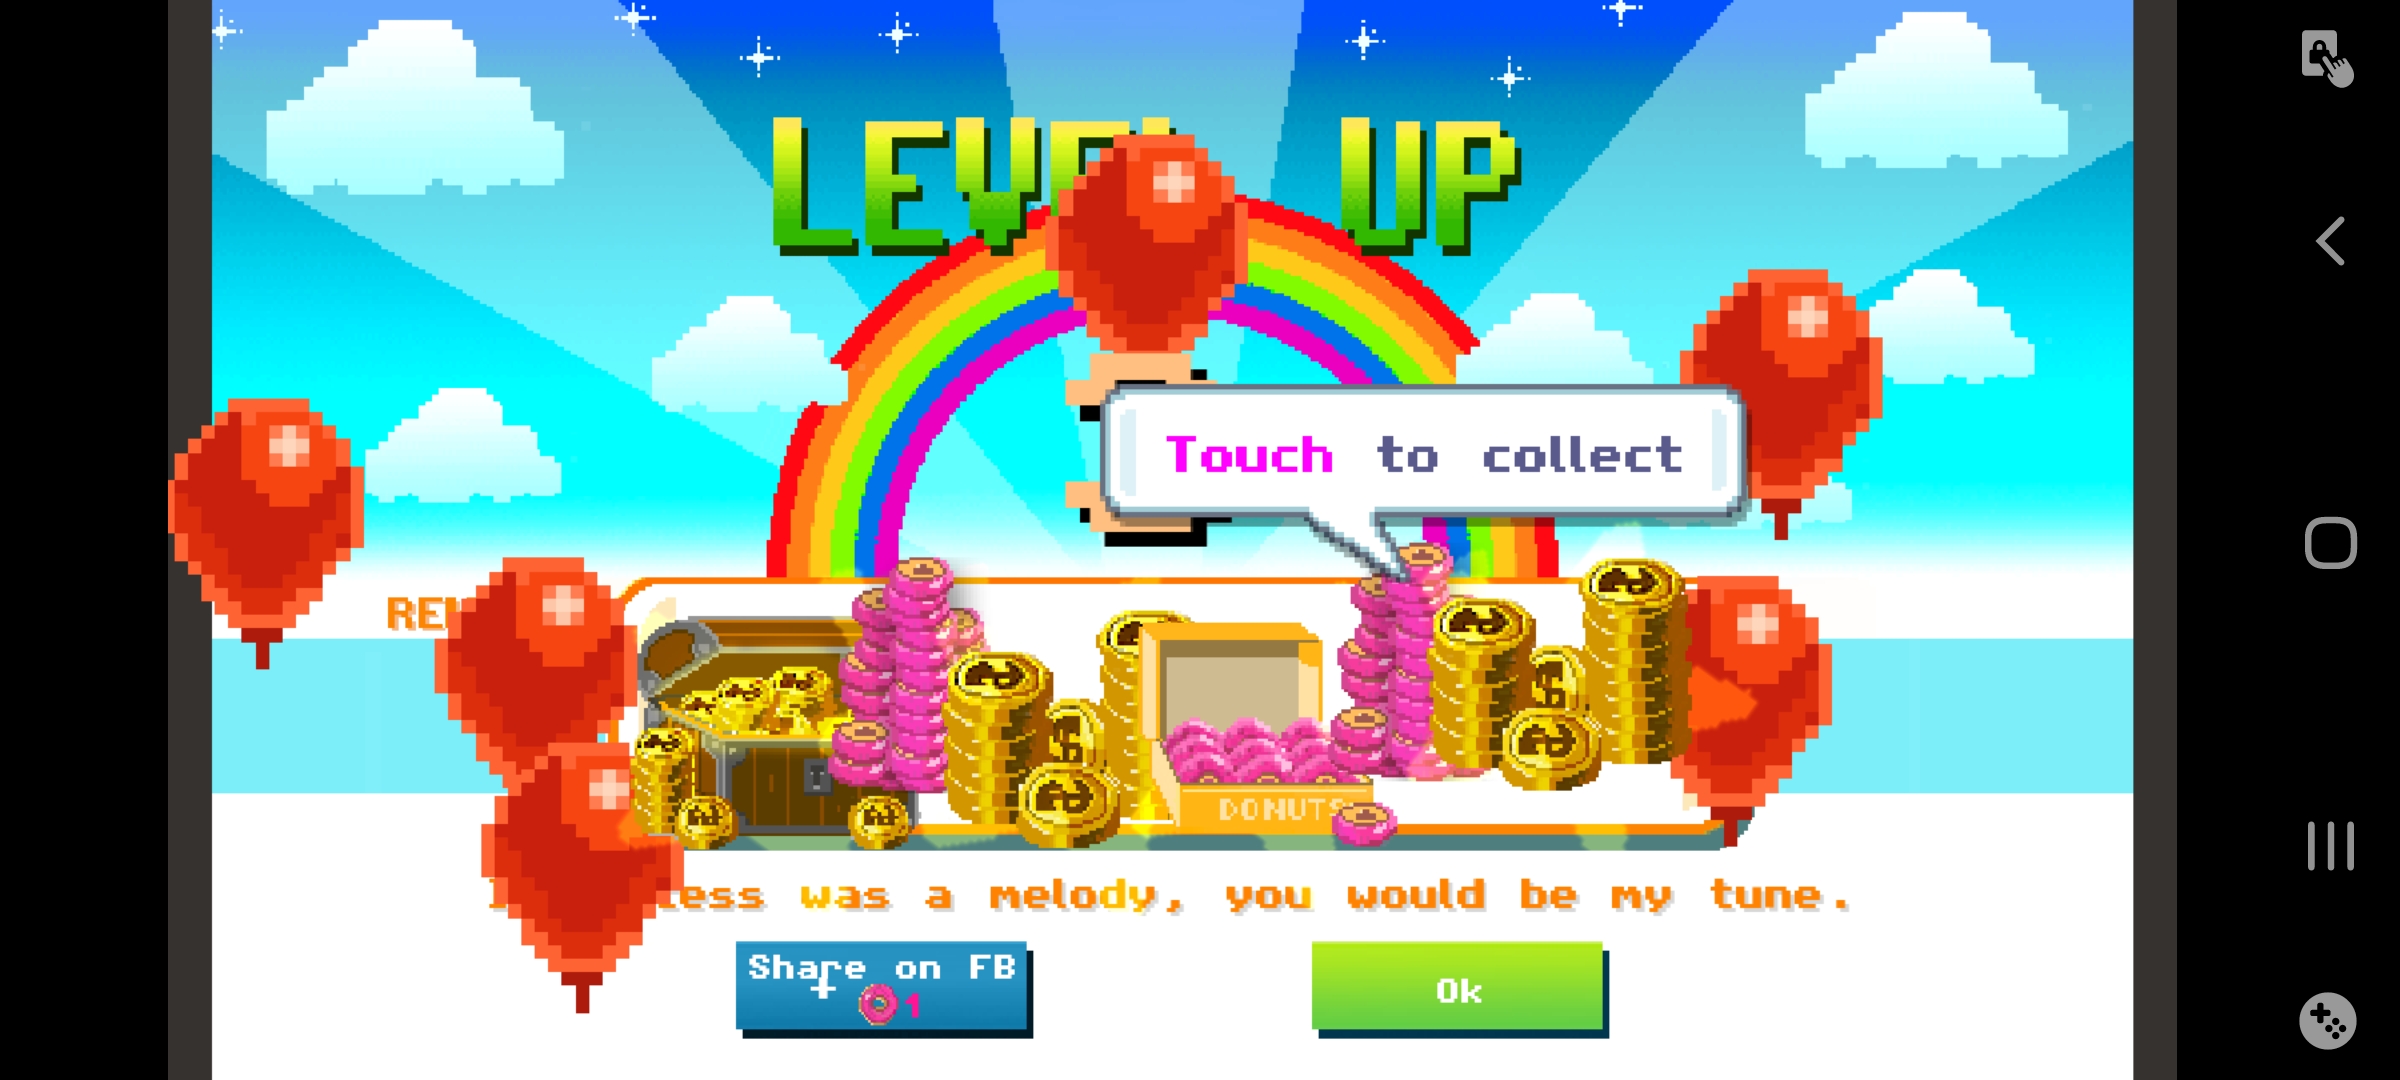 UP
Touch to collect
DONUTS
was a melody, you would be my tune.
Share on FB
+ 1
Ok